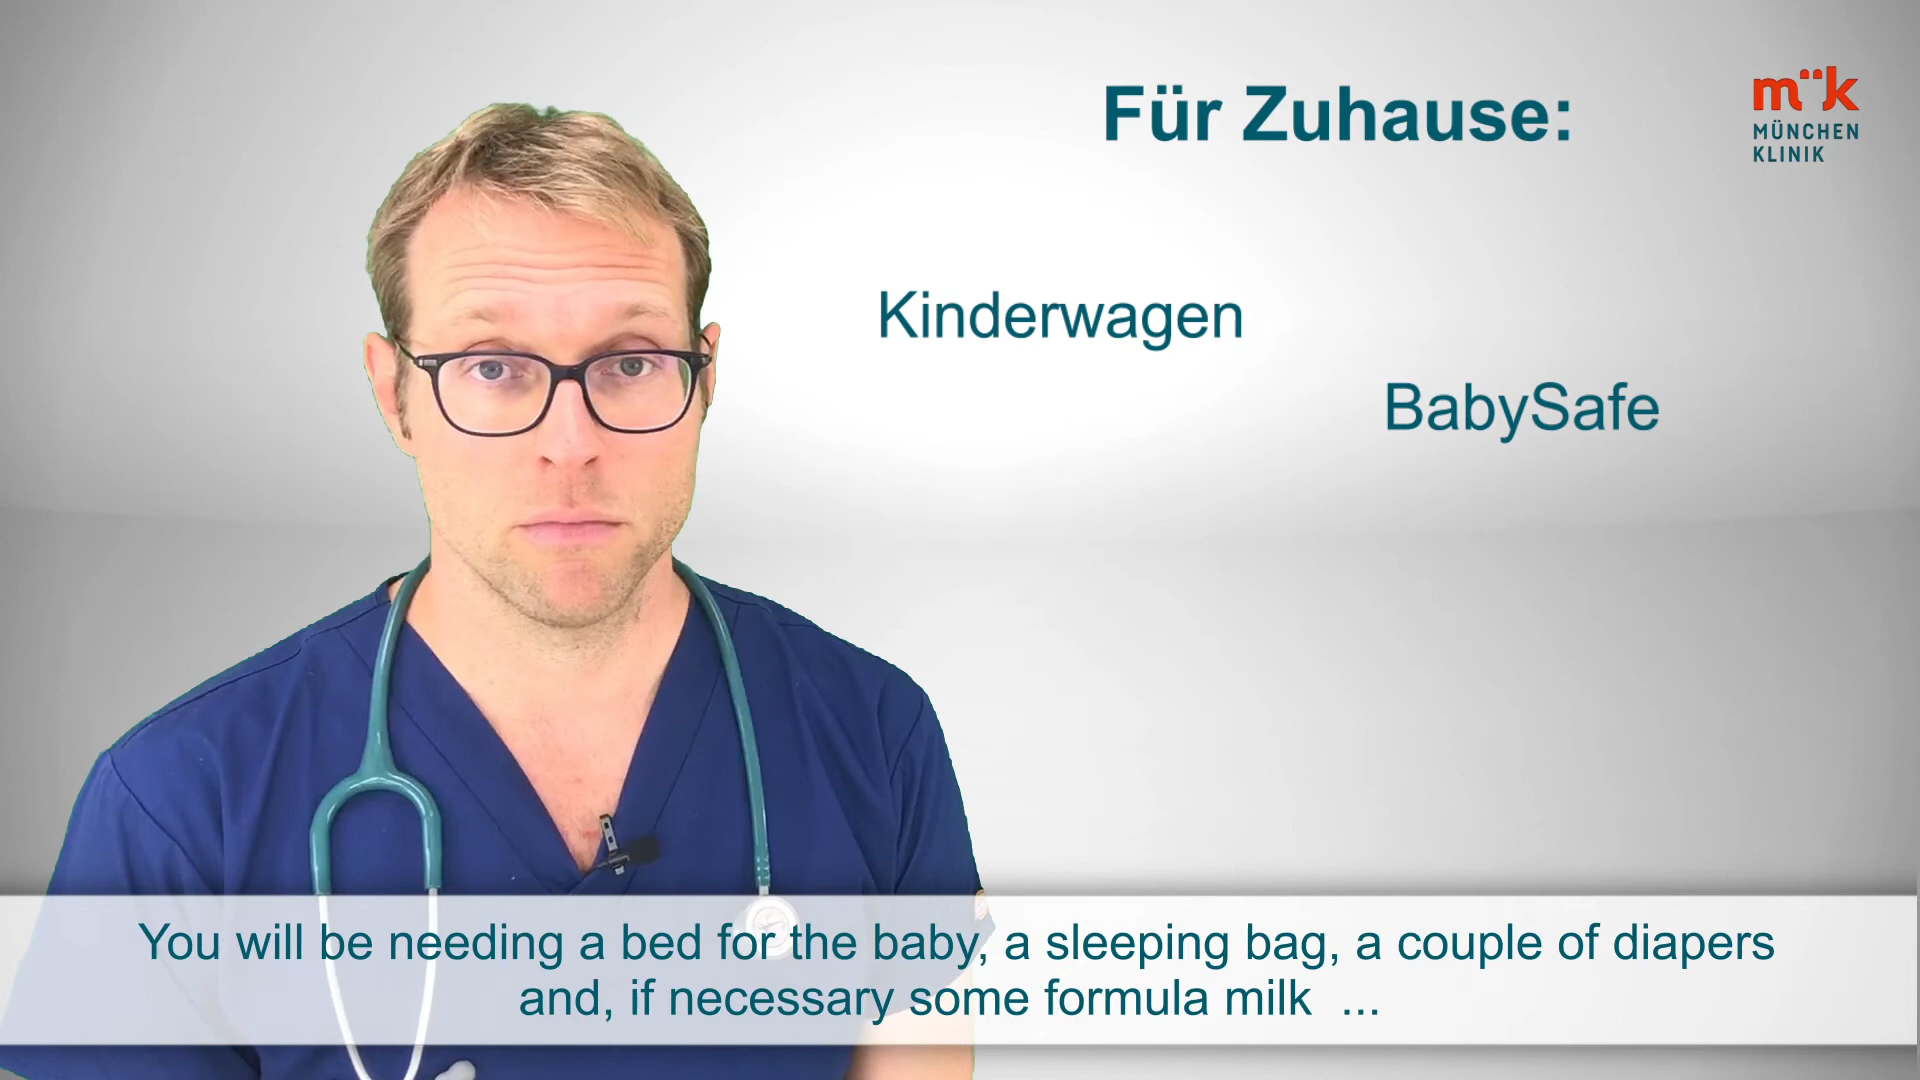 Für Zuhause:
mk
MÜNCHEN
KLINIK
Kinderwagen
BabySafe
You will be needing a bed for the baby, a sleeping bag, a couple of diapers
and, if necessary some formula milk ...